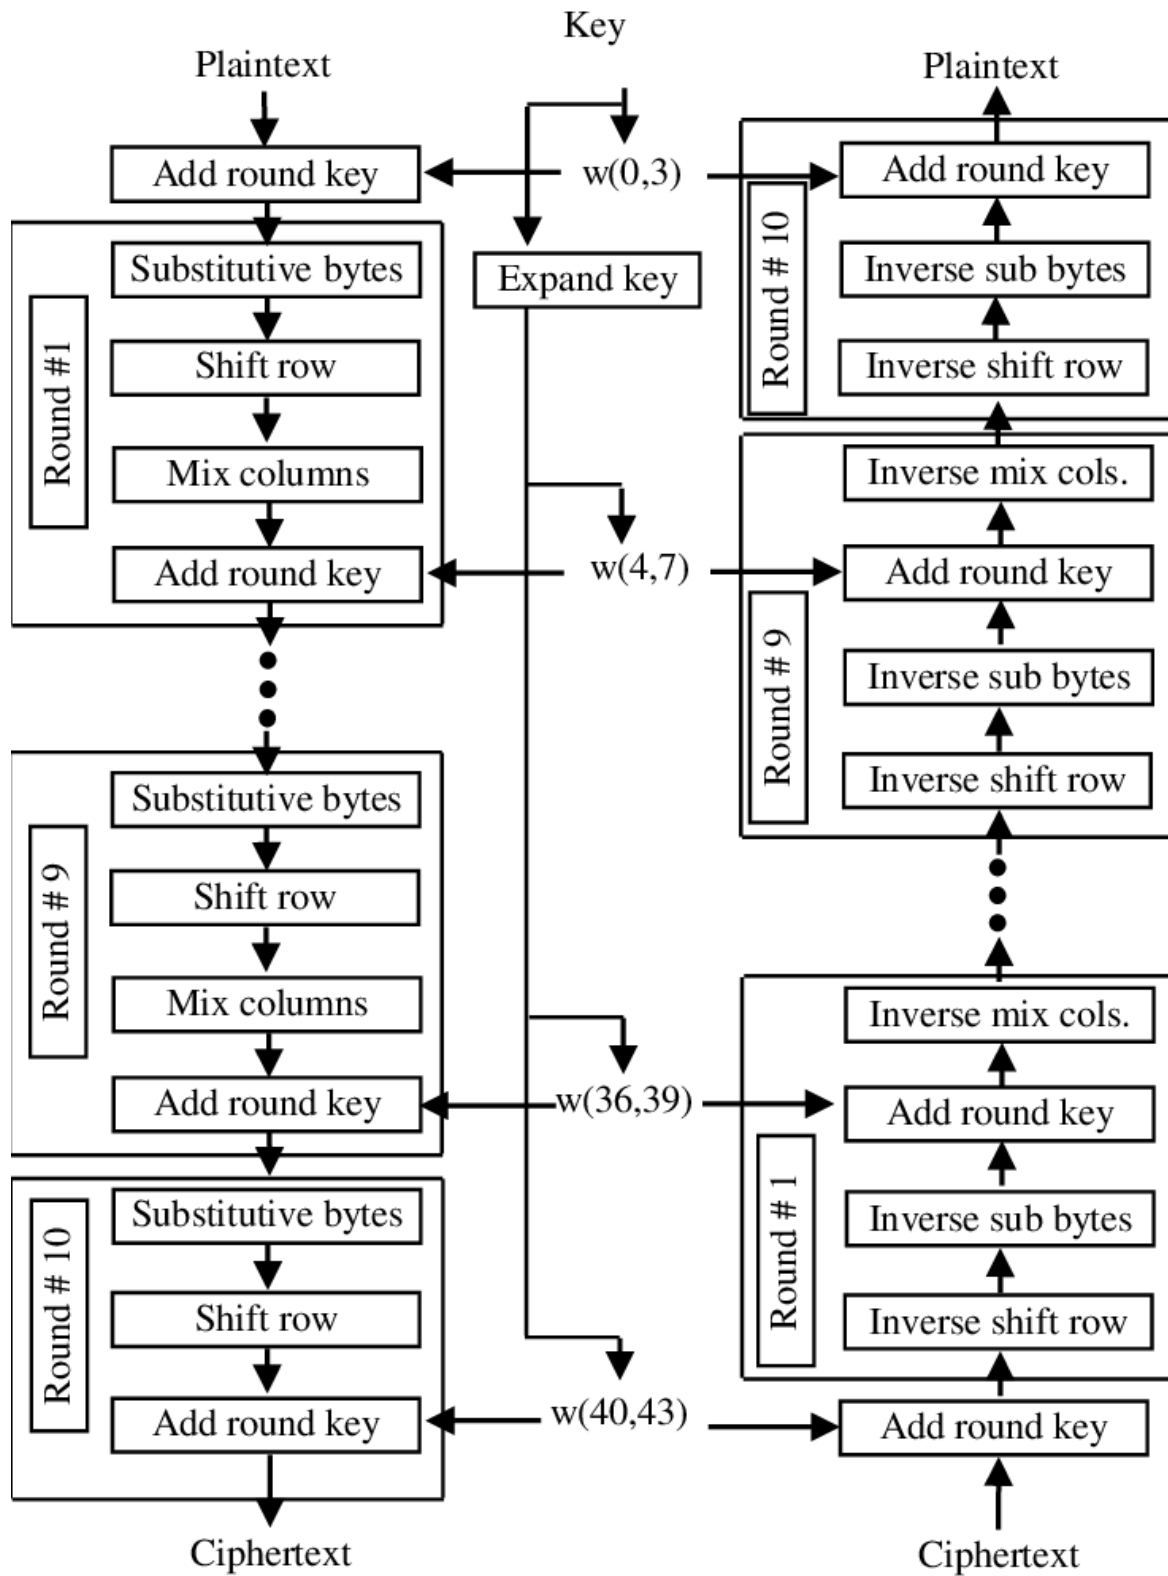 Key
Plaintext
Add round key
Round #1
Substitutive bytes
Shift row
Mix columns
Add round key
Round # 9
Substitutive bytes
Shift row
Mix columns
Add round key
Round # 10
Substitutive bytes
Shift row
Add round key
Ciphertext
w(0,3)
Expand key
w(4,7)
w(36,39)
w(40,43)
Plaintext
Add round key
Round # 10
Inverse sub bytes
Inverse shift row
Inverse mix cols.
Add round key
Round # 9
Inverse sub bytes
Inverse shift row
Inverse mix cols.
Add round key
Round # 1
Inverse sub bytes
Inverse shift row
Add round key
Ciphertext